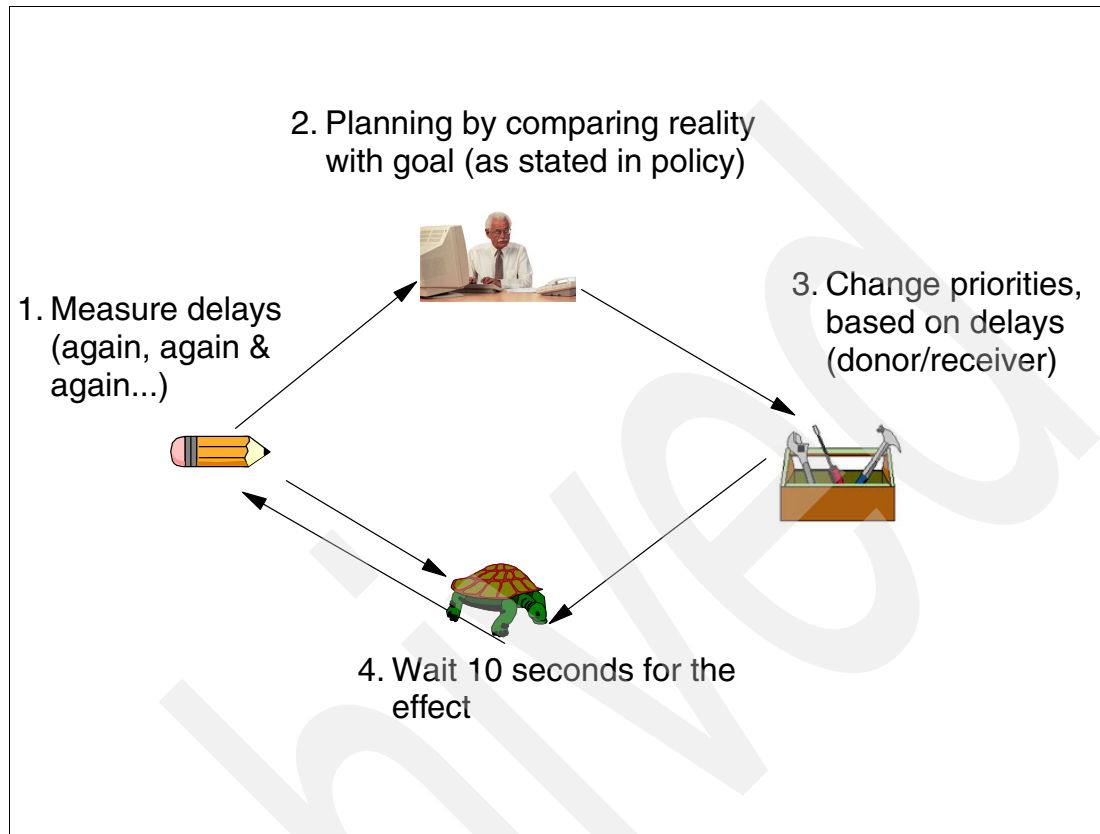 2. Planning by comparing reality
with goal (as stated in policy)
1. Measure delays
(again, again &
again...)
3. Change priorities,
based on delays
(donor/receiver)
4. Wait 10 seconds for the
effect
hived